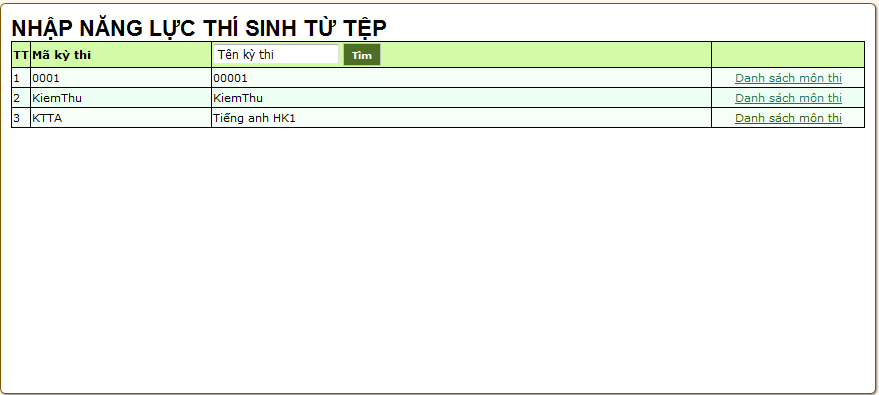 NHẬP NĂNG LỰC THÍ SINH TỪ TỆP
TT Mã kỳ thi Tên kỳ thi Tìm
1 0001 00001 Danh sách môn thi
2 KiemThu KiemThu Danh sách môn thi
3 KTTA Tiếng anh HK1 Danh sách môn thi